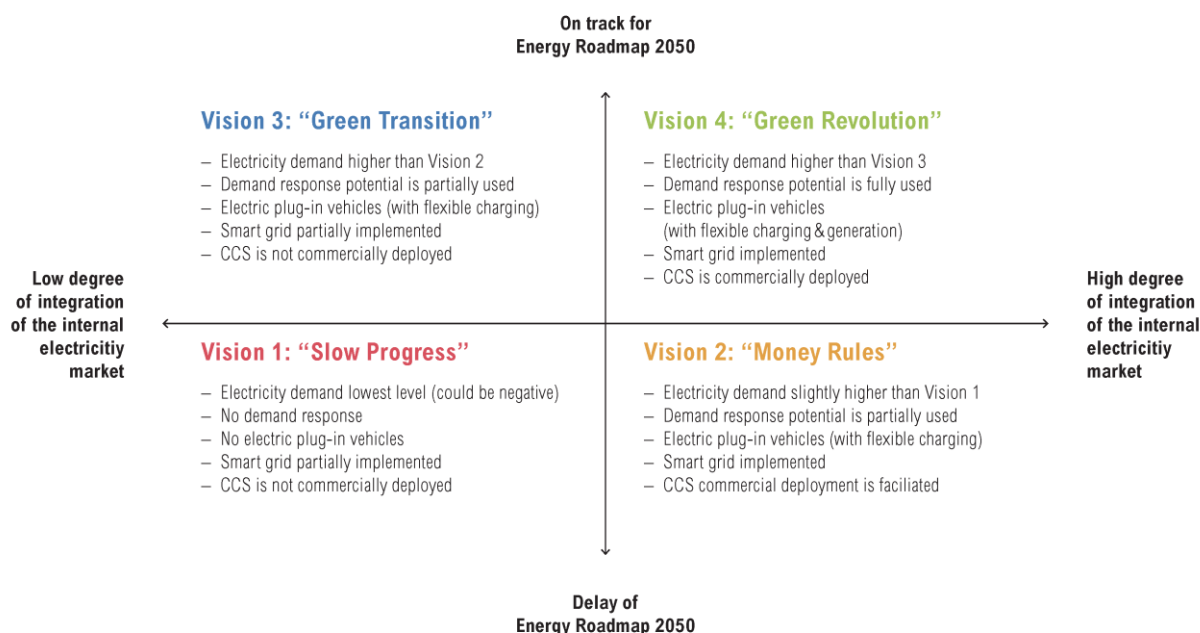 On track for
Energy Roadmap 2050
Vision 3: “Green Transition”
– Electricity demand higher than Vision 2
– Demand response potential is partially used
– Electric plug-in vehicles (with flexible charging)
– Smart grid partially implemented
– CCS is not commercially deployed
Vision 4: “Green Revolution”
– Electricity demand higher than Vision 3
– Demand response potential is fully used
– Electric plug-in vehicles
(with flexible charging & generation)
– Smart grid implemented
– CCS is commercially deployed
Low degree
of integration
of the internal
electricitiy
market
High degree
of integration
of the internal
electricitiy
market
Vision 1: “Slow Progress”
– Electricity demand lowest level (could be negative)
– No demand response
– No electric plug-in vehicles
– Smart grid partially implemented
– CCS is not commercially deployed
Vision 2: “Money Rules”
– Electricity demand slightly higher than Vision 1
– Demand response potential is partially used
– Electric plug-in vehicles (with flexible charging)
– Smart grid implemented
– CCS commercial deployment is faciliated
Delay of
Energy Roadmap 2050